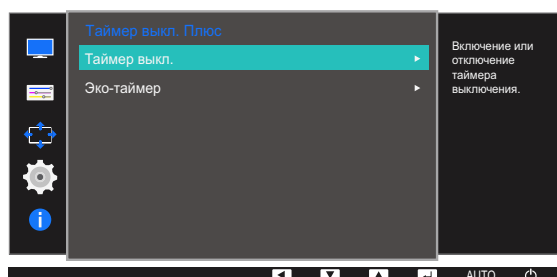 Таймер выкл. Плюс
Таймер выкл.
Эко-таймер
Включение или
отключение
таймера
выключения.
AUTO